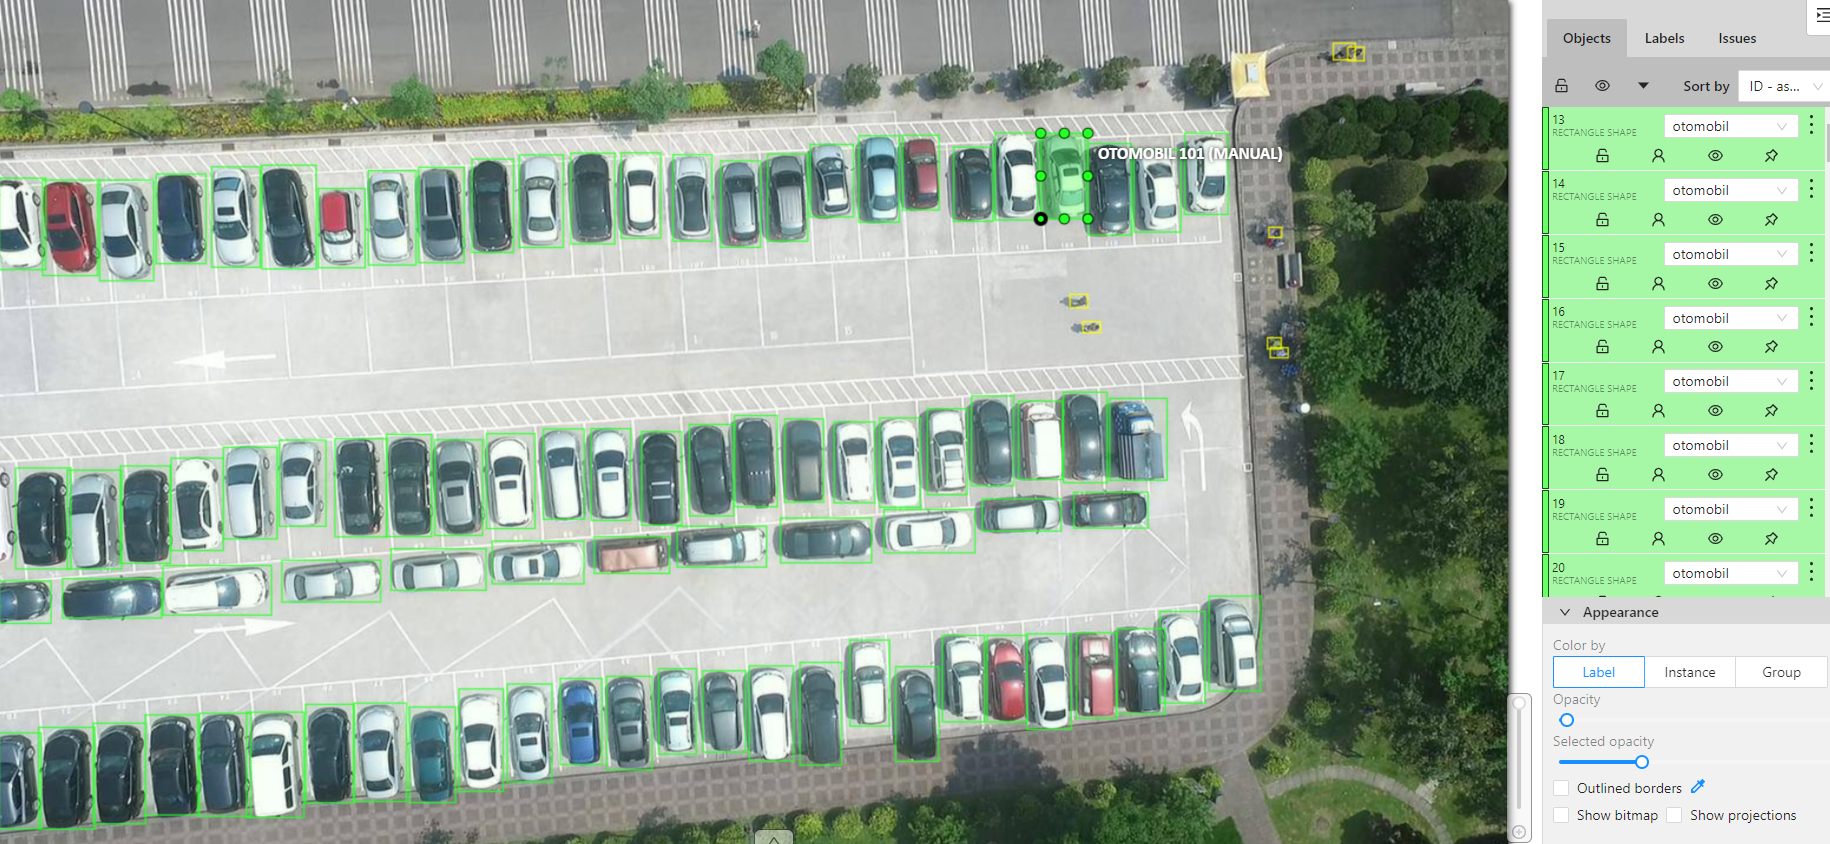 Objects
Labels
Issues
Sort by
ID - as...
13
RECTANGLE SHAPE
otomobil
14
RECTANGLE SHAPE
otomobil
15
RECTANGLE SHAPE
otomobil
16
RECTANGLE SHAPE
otomobil
17
RECTANGLE SHAPE
otomobil
18
RECTANGLE SHAPE
otomobil
19
RECTANGLE SHAPE
otomobil
20
RECTANGLE SHAPE
otomobil
OTOMOBIL 101 (MANUAL)
Appearance
Color by
Label
Instance
Group
Opacity
Selected opacity
Outlined borders
Show bitmap
Show projections